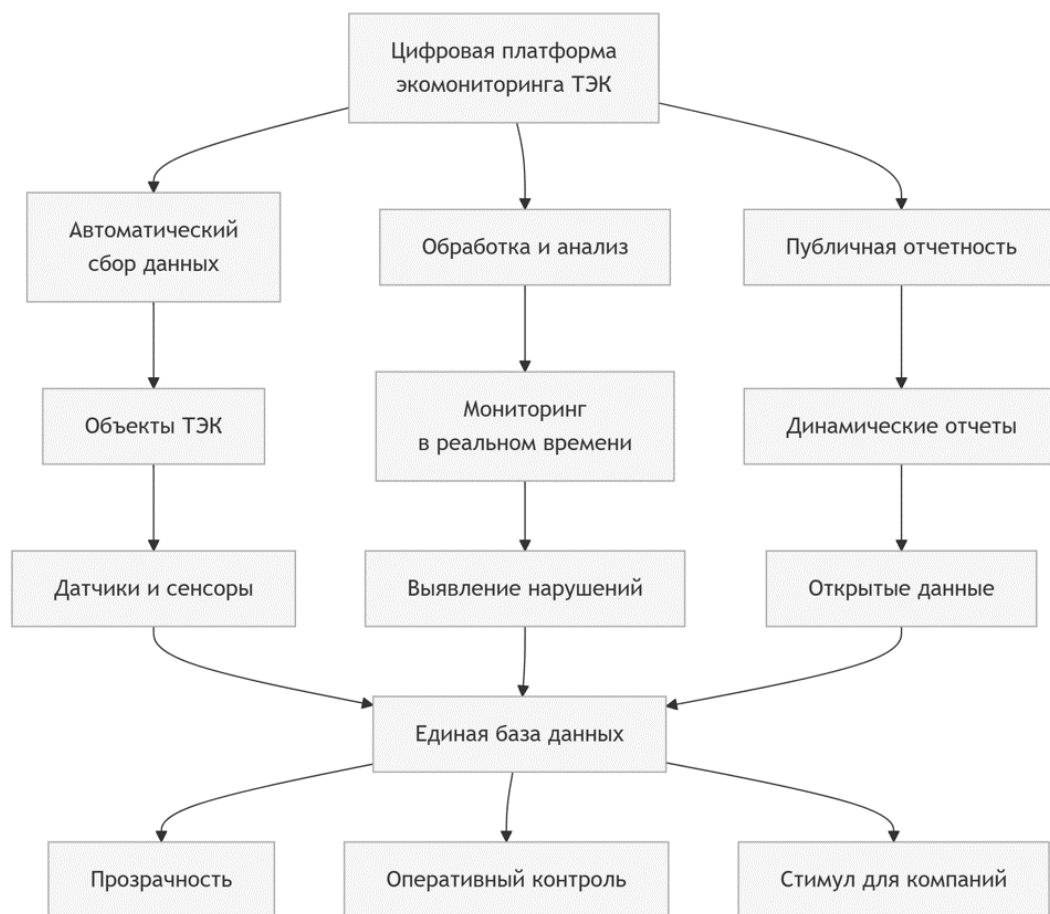 Цифровая платформа
экомониторинга ТЭК
Автоматический
сбор данных
Обработка и анализ
Публичная отчетность
Объекты ТЭК
Мониторинг
в реальном времени
Динамические отчеты
Датчики и сенсоры
Выявление нарушений
Открытые данные
Единая база данных
Прозрачность
Оперативный контроль
Стимул для компаний